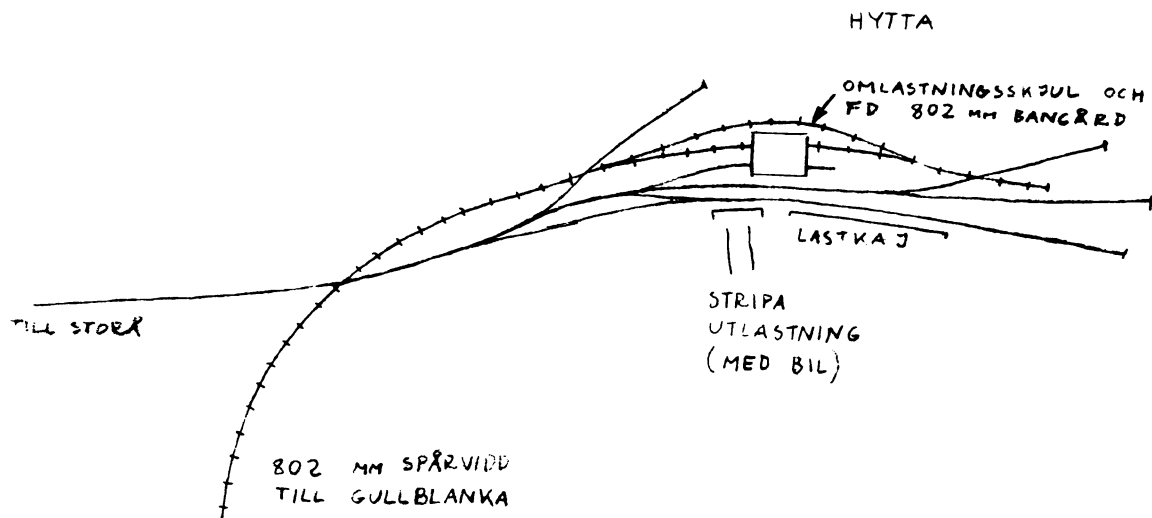 HYTTA
OMLASTNINGSSKJUL OCH
FD 802 MM BANGÅRD
LASTKAJ
TILL STORÅ
STRIPA
UTLASTNING
(MED BIL)
802 MM SPÅRVIDD
TILL GULLBLANKA